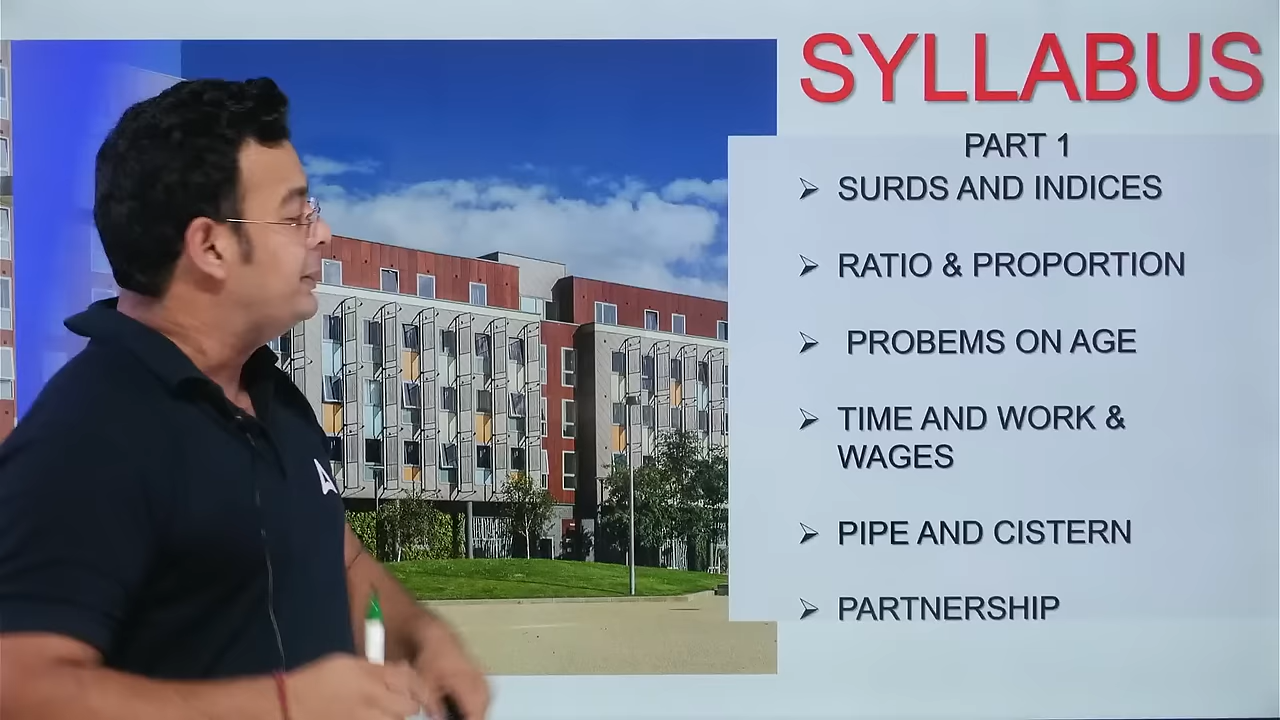 SYLLABUS
PART 1
➢ SURDS AND INDICES
➢ RATIO & PROPORTION
➢ PROBEMS ON AGE
➢ TIME AND WORK &
WAGES
➢ PIPE AND CISTERN
➢ PARTNERSHIP